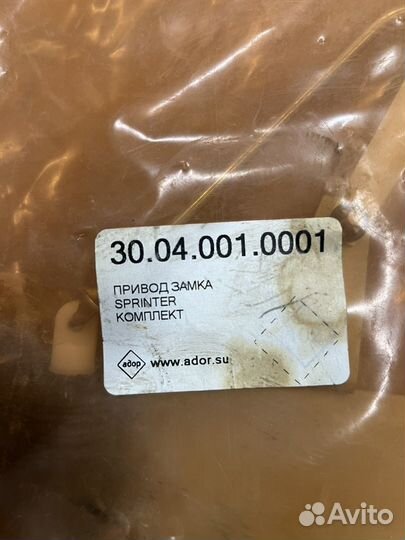 30.04.001.0001
ПРИВОД ЗАМКА
SPRINTER
КОМПЛЕКТ
адор www.ador.su
Avito